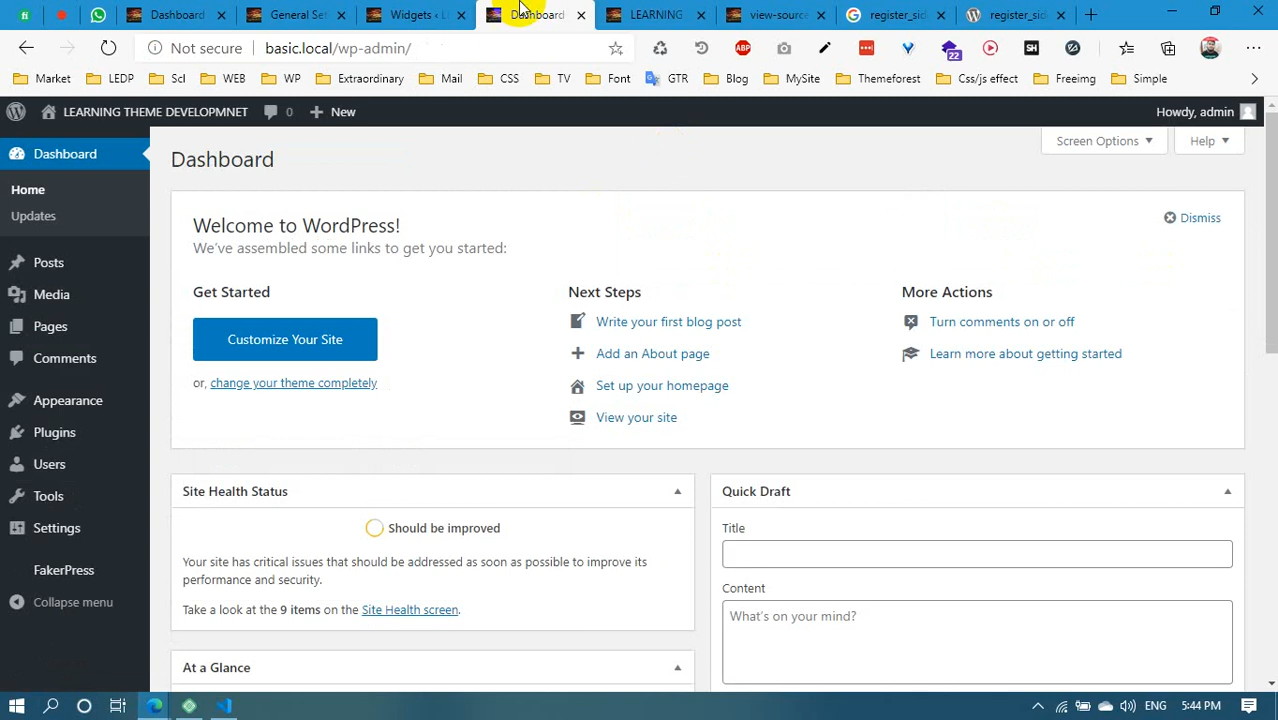 Dashboard
General Set
Widgets ‹ L
Dashboard
LEARNING
view-source
register_sid
register_sid
Not secure
basic.local/wp-admin/
ABP
22
SH
Market
LEDP
Scl
WEB
WP
Extraordinary
Mail
CSS
TV
Font
GTR
Blog
MySite
Themeforest
Css/js effect
Freeimg
Simple
LEARNING THEME DEVELOPMNET
0
New
Howdy, admin
Dashboard
Home
Updates
Posts
Media
Pages
Comments
Appearance
Plugins
Users
Tools
Settings
FakerPress
Collapse menu
Dashboard
Screen Options
Help
Welcome to WordPress!
We've assembled some links to get you started:
Dismiss
Get Started
Customize Your Site
or, change your theme completely
Next Steps
Write your first blog post
Add an About page
Set up your homepage
View your site
More Actions
Turn comments on or off
Learn more about getting started
Site Health Status
Should be improved
Your site has critical issues that should be addressed as soon as possible to improve its
performance and security.
Take a look at the 9 items on the Site Health screen.
At a Glance
Quick Draft
Title
Content
What's on your mind?
ENG
5:44 PM